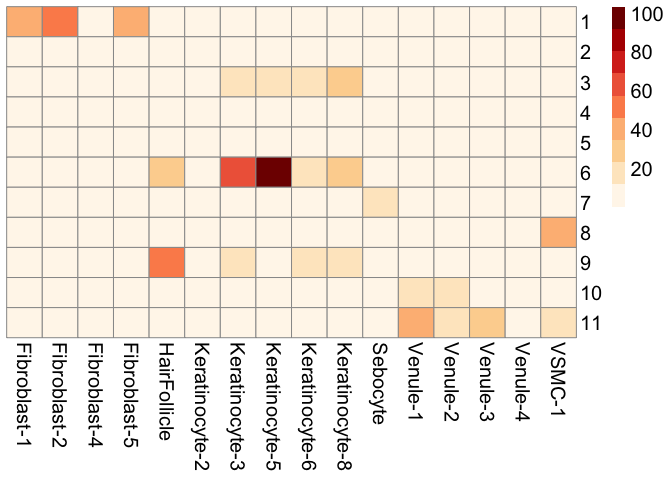 1
2
3
4
5
6
7
8
9
10
11
100
80
60
40
20
Fibroblast-1
Fibroblast-2
Fibroblast-4
Fibroblast-5
HairFollicle
Keratinocyte-2
Keratinocyte-3
Keratinocyte-5
Keratinocyte-6
Keratinocyte-8
Sebocyte
Venule-1
Venule-2
Venule-3
Venule-4
VSMC-1